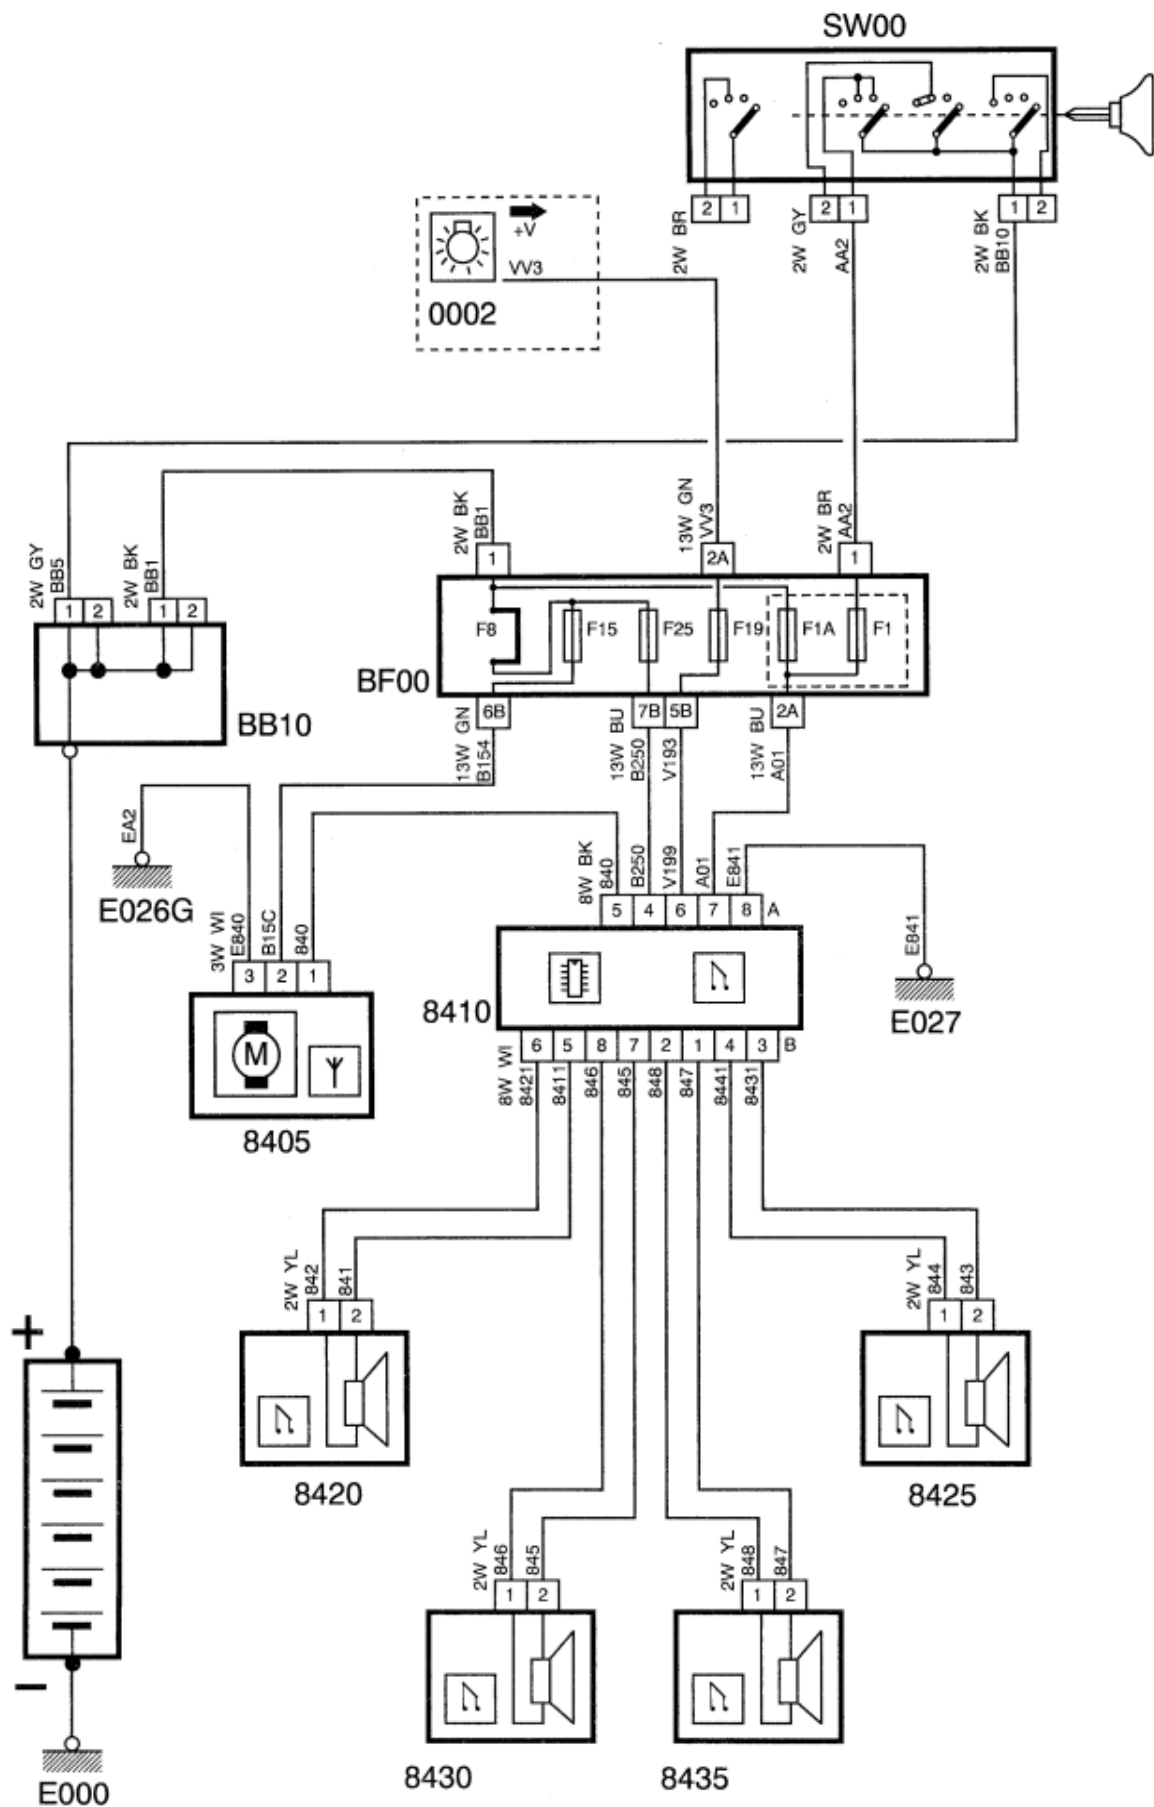 SW00
2 1 2 1 1 2
2W BR
2W GY
AA2
2W BK
BB10
+V
VV3
0002
2W GY
BB5
2W BK
BB1
2W BK
BB1
13W GN
VV3
2W BR
AA2
1 2 1 2
1 2A 1
F8 F15 F25 F19 F1A F1
BF00
BB10
6B 7B 5B 2A
13W GN
B154
13W BU
B250
V193
13W BU
A01
EA2
E026G
8W BK
840
B250
V199
A01
E841
5 4 6 7 8 A
E841
E027
3W WI
E840
B15C
840
3 2 1
M
8405
8410
6 5 8 7 2 1 4 3 B
8W WI
8421
8411
846
845
848
847
8441
8431
2W YL
842
841
1 2
8420
2W YL
844
843
1 2
8425
2W YL
846
845
1 2
8430
2W YL
848
847
1 2
8435
+
−
E000